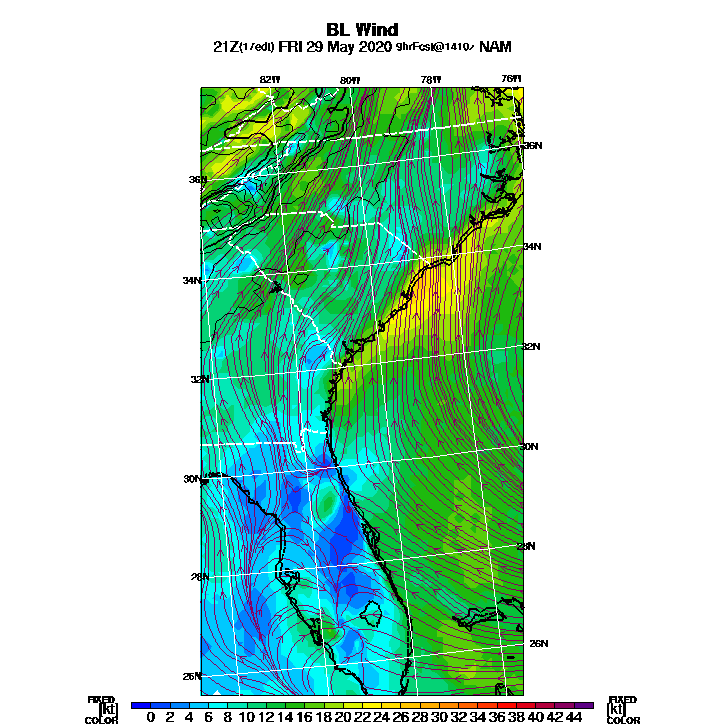 BL Wind
21Z(17edt) FRI 29 May 2020 9hrFcst@1410z NAM
82W 80W 78W 76W
36N
36N
34N
34N
32N
32N
30N
30N
28N
28N
26N
26N
FIXED FIXED
[kt] 0 2 4 6 8 10 12 14 16 18 20 22 24 26 28 30 32 34 36 38 40 42 44 [kt]
COLOR COLOR